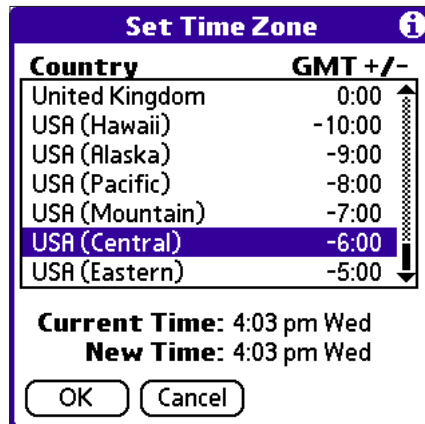 Set Time Zone
Country GMT +/-
United Kingdom 0:00
USA (Hawaii) -10:00
USA (Alaska) -9:00
USA (Pacific) -8:00
USA (Mountain) -7:00
USA (Central) -6:00
USA (Eastern) -5:00
Current Time: 4:03 pm Wed
New Time: 4:03 pm Wed
OK Cancel